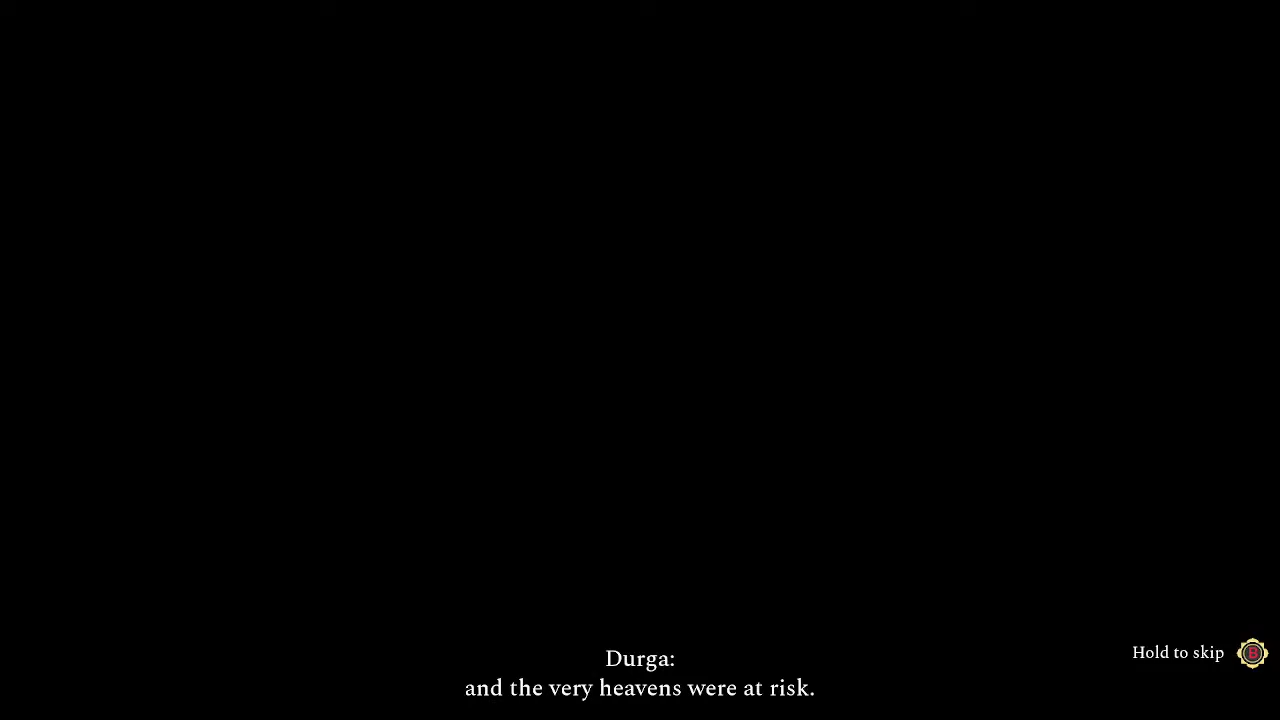 Durga:
and the very heavens were at risk.
Hold to skip B